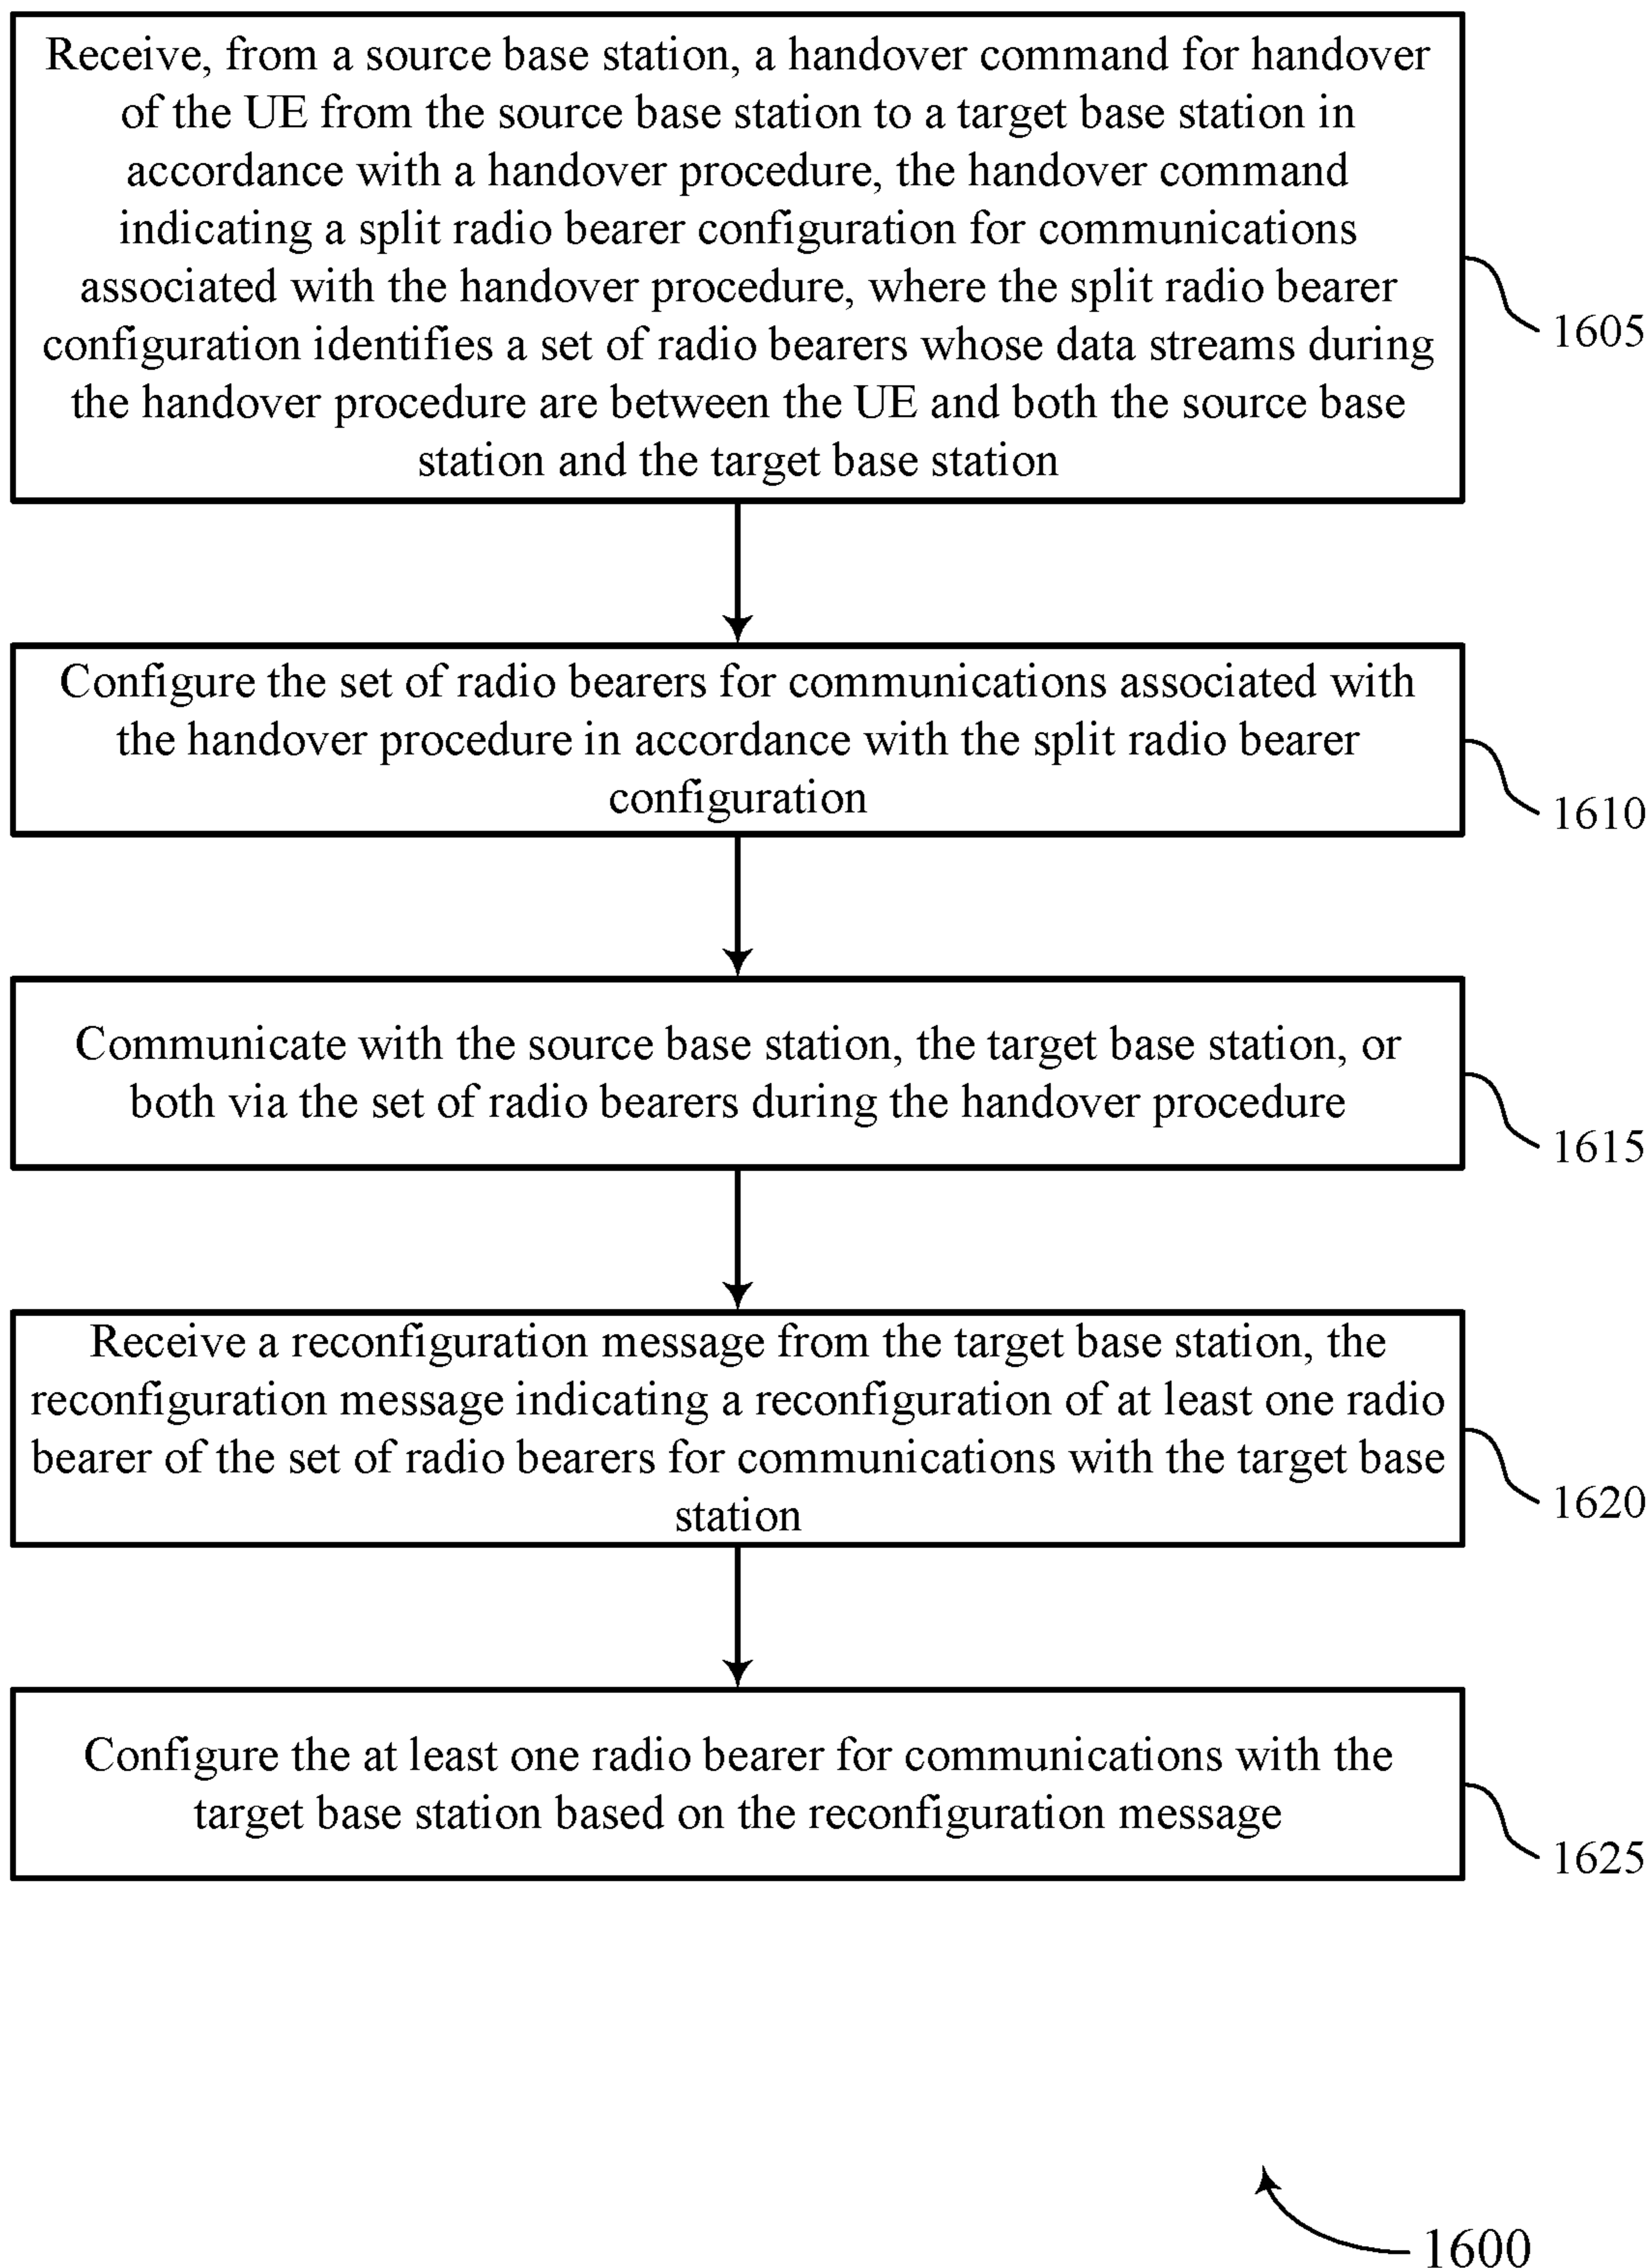 Receive, from a source base station, a handover command for handover
of the UE from the source base station to a target base station in
accordance with a handover procedure, the handover command
indicating a split radio bearer configuration for communications
associated with the handover procedure, where the split radio bearer
configuration identifies a set of radio bearers whose data streams during
the handover procedure are between the UE and both the source base
station and the target base station
1605
Configure the set of radio bearers for communications associated with
the handover procedure in accordance with the split radio bearer
configuration
1610
Communicate with the source base station, the target base station, or
both via the set of radio bearers during the handover procedure
1615
Receive a reconfiguration message from the target base station, the
reconfiguration message indicating a reconfiguration of at least one radio
bearer of the set of radio bearers for communications with the target base
station
1620
Configure the at least one radio bearer for communications with the
target base station based on the reconfiguration message
1625
1600